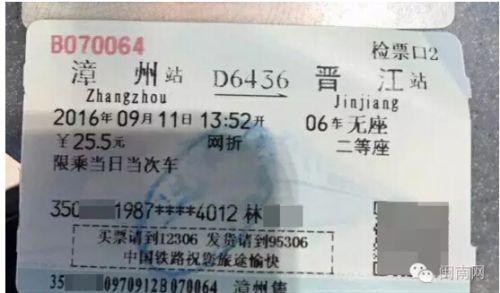 B070064 检票口2
漳州站 D6436 晋江站
Zhangzhou Jinjiang
2016年09月11日13:52开 06车无座
￥25.5元 网折 二等座
限乘当日当次车
350 1987****4012 林
买票请到12306 发货请到95306
中国铁路祝您旅途愉快
35 0970912B070064 漳州售
闽南网